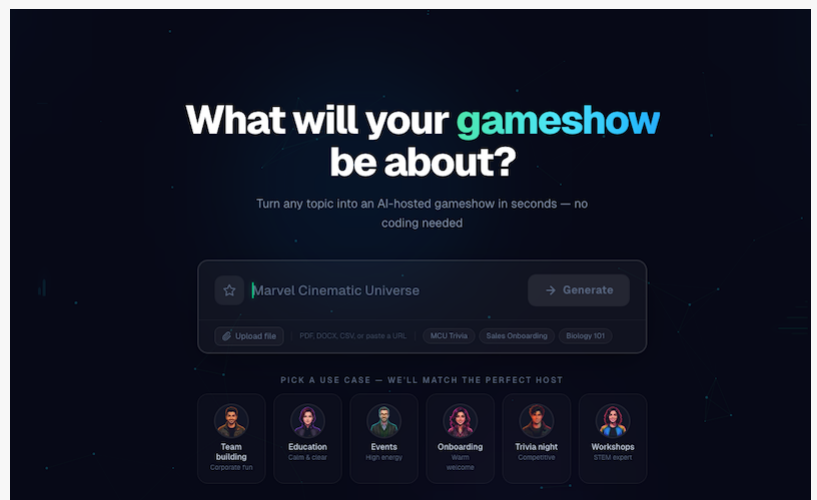 What will your gameshow
be about?
Turn any topic into an AI-hosted gameshow in seconds — no
coding needed
Marvel Cinematic Universe
Generate
Upload file
PDF, DOCX, CSV, or paste a URL
MCU Trivia
Sales Onboarding
Biology 101
PICK A USE CASE — WE'LL MATCH THE PERFECT HOST
Team
building
Corporate fun
Education
Calm & clear
Events
High energy
Onboarding
Warm
welcome
Trivia night
Competitive
Workshops
STEM expert